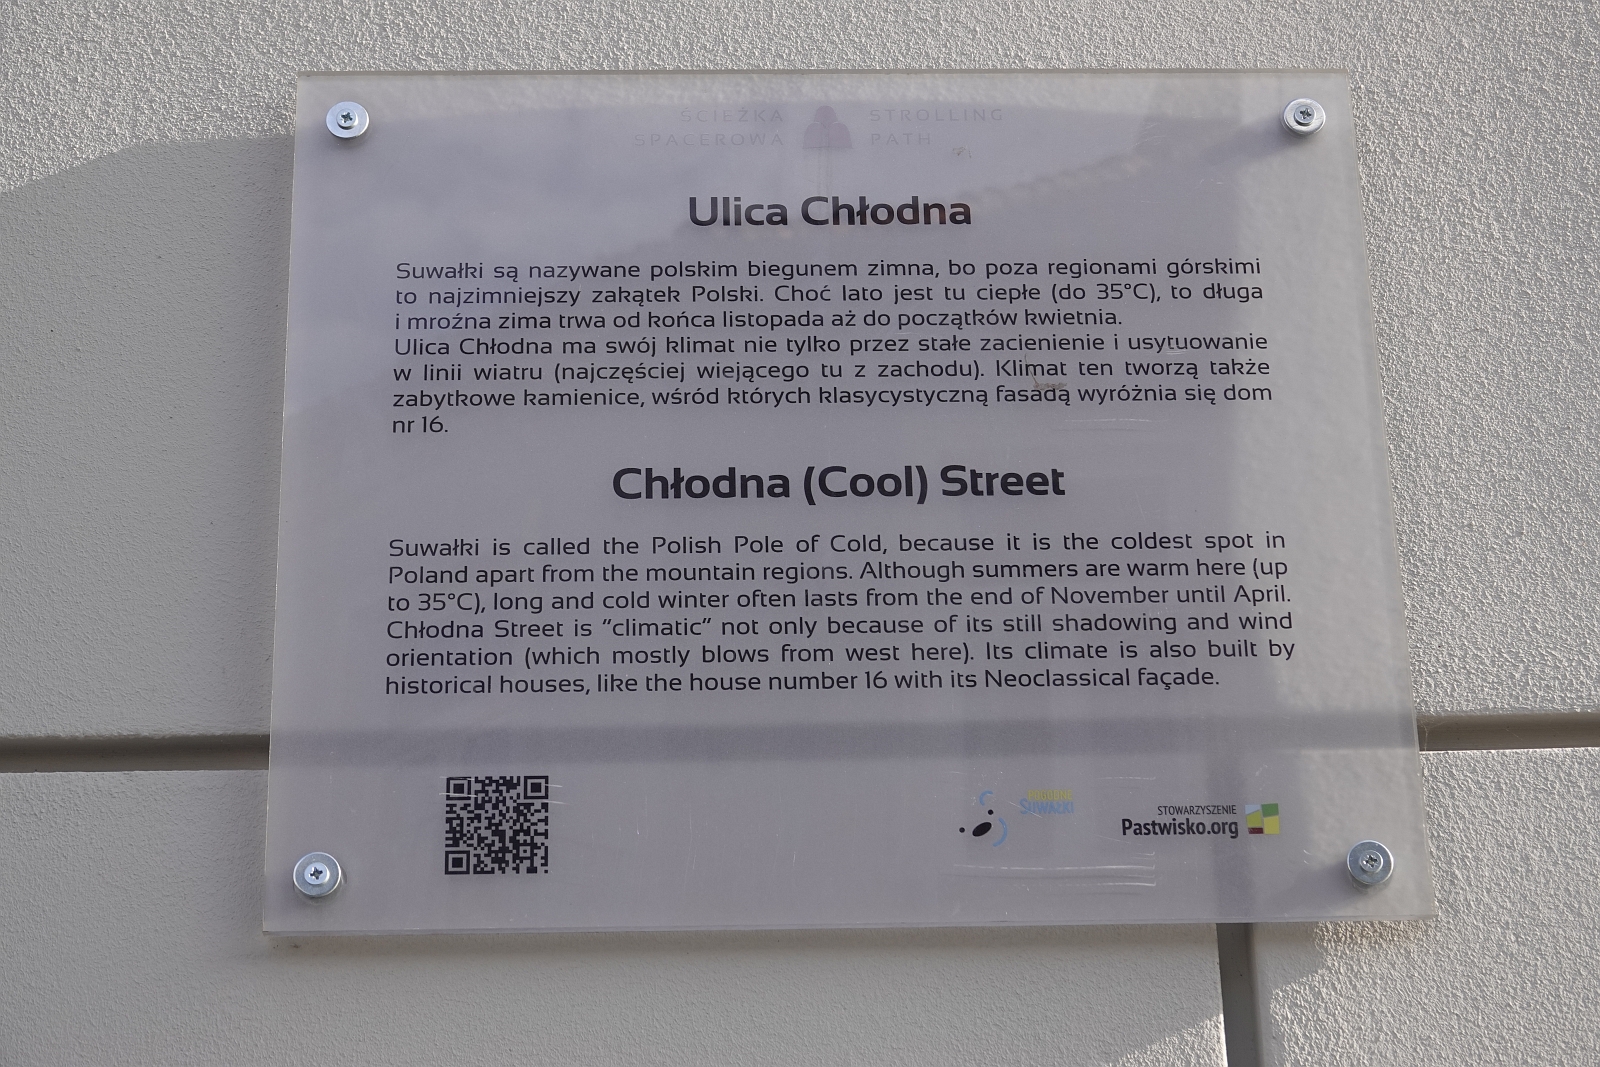 ŚCIEŻKA SPACEROWA
STROLLING PATH
Ulica Chłodna
Suwałki są nazywane polskim biegunem zimna, bo poza regionami górskimi
to najzimniejszy zakątek Polski. Choć lato jest tu ciepłe (do 35°C), to długa
i mroźna zima trwa od końca listopada aż do początków kwietnia.
Ulica Chłodna ma swój klimat nie tylko przez stałe zacienienie i usytuowanie
w linii wiatru (najczęściej wiejącego tu z zachodu). Klimat ten tworzą także
zabytkowe kamienice, wśród których klasycystyczną fasadą wyróżnia się dom
nr 16.
Chłodna (Cool) Street
Suwałki is called the Polish Pole of Cold, because it is the coldest spot in
Poland apart from the mountain regions. Although summers are warm here (up
to 35°C), long and cold winter often lasts from the end of November until April.
Chłodna Street is "climatic" not only because of its still shadowing and wind
orientation (which mostly blows from west here). Its climate is also built by
historical houses, like the house number 16 with its Neoclassical façade.
Suwałki
STOWARZYSZENIE
Pastwisko.org